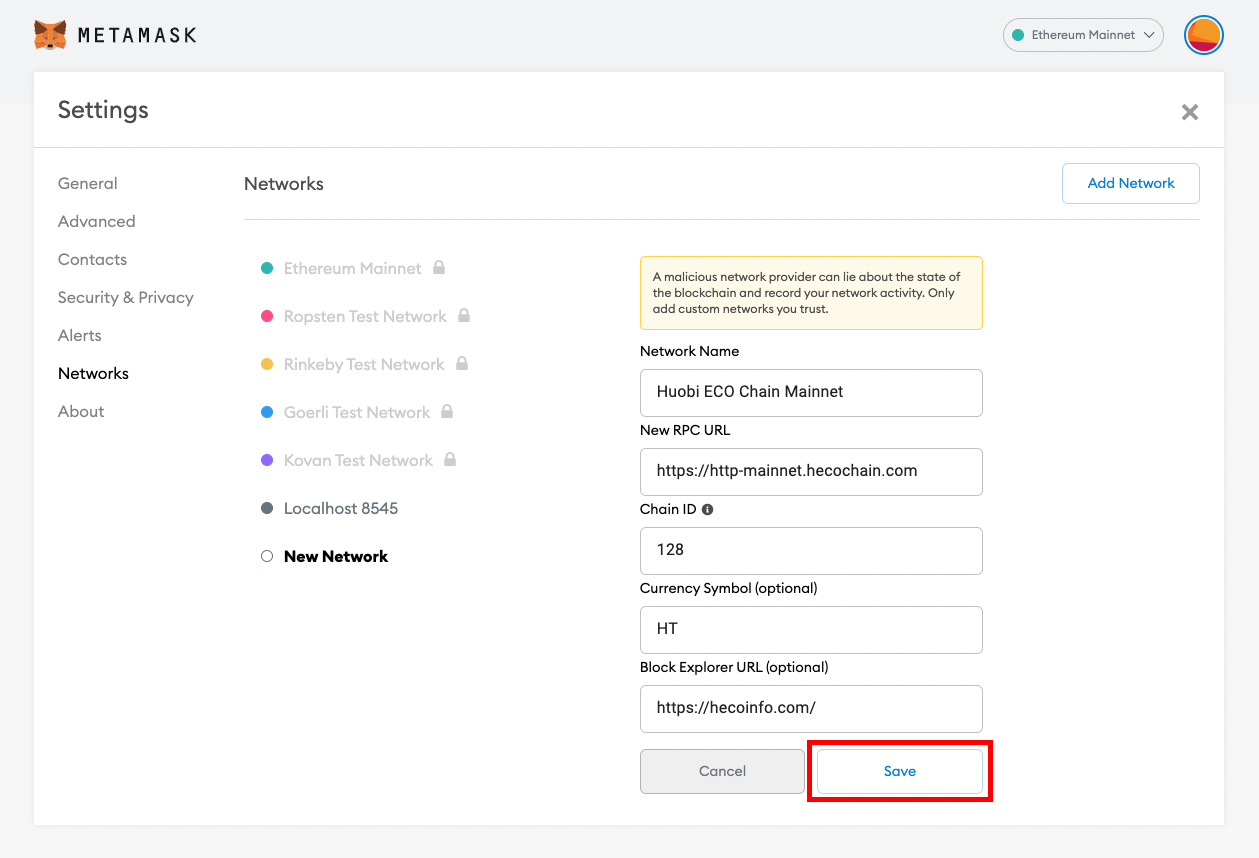 METAMASK
Ethereum Mainnet
Settings
General
Advanced
Contacts
Security & Privacy
Alerts
Networks
About
Networks
Add Network
Ethereum Mainnet
Ropsten Test Network
Rinkeby Test Network
Goerli Test Network
Kovan Test Network
Localhost 8545
New Network
A malicious network provider can lie about the state of
the blockchain and record your network activity. Only
add custom networks you trust.
Network Name
Huobi ECO Chain Mainnet
New RPC URL
https://http-mainnet.hecochain.com
Chain ID
128
Currency Symbol (optional)
HT
Block Explorer URL (optional)
https://hecoinfo.com/
Cancel
Save